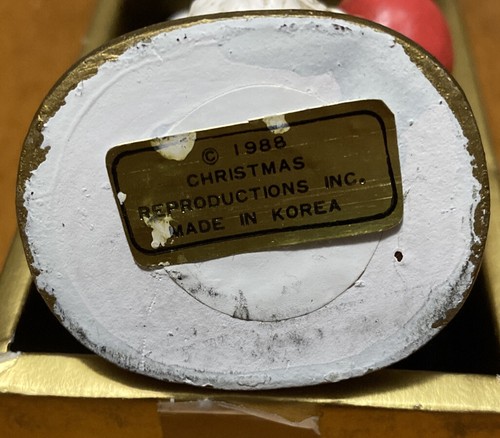 © 1988
CHRISTMAS
REPRODUCTIONS INC.
MADE IN KOREA